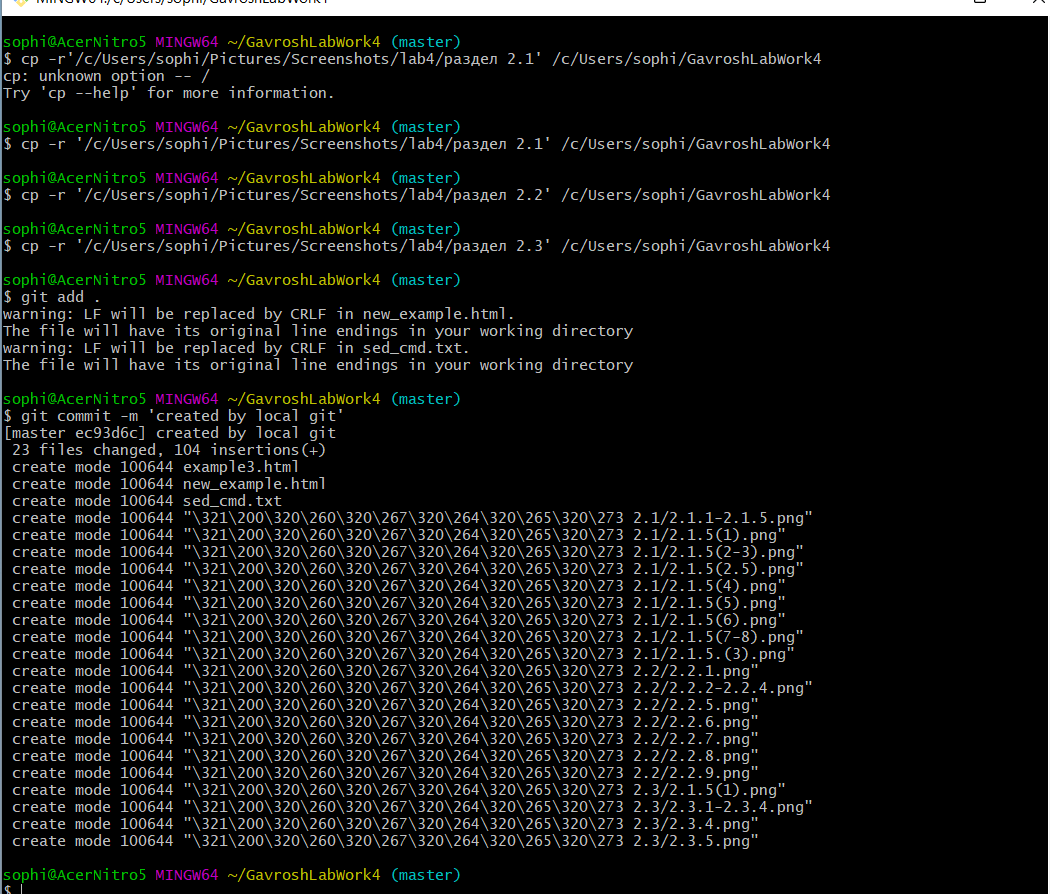 MINGW64:/c/Users/sophi/GavroshLabWork4
sophi@AcerNitro5 MINGW64 ~/GavroshLabWork4 (master)
$ cp -r'/c/Users/sophi/Pictures/Screenshots/lab4/раздел 2.1' /c/Users/sophi/GavroshLabWork4
cp: unknown option -- /
Try 'cp --help' for more information.
sophi@AcerNitro5 MINGW64 ~/GavroshLabWork4 (master)
$ cp -r '/c/Users/sophi/Pictures/Screenshots/lab4/раздел 2.1' /c/Users/sophi/GavroshLabWork4
sophi@AcerNitro5 MINGW64 ~/GavroshLabWork4 (master)
$ cp -r '/c/Users/sophi/Pictures/Screenshots/lab4/раздел 2.2' /c/Users/sophi/GavroshLabWork4
sophi@AcerNitro5 MINGW64 ~/GavroshLabWork4 (master)
$ cp -r '/c/Users/sophi/Pictures/Screenshots/lab4/раздел 2.3' /c/Users/sophi/GavroshLabWork4
sophi@AcerNitro5 MINGW64 ~/GavroshLabWork4 (master)
$ git add .
warning: LF will be replaced by CRLF in new_example.html.
The file will have its original line endings in your working directory
warning: LF will be replaced by CRLF in sed_cmd.txt.
The file will have its original line endings in your working directory
sophi@AcerNitro5 MINGW64 ~/GavroshLabWork4 (master)
$ git commit -m 'created by local git'
[master ec93d6c] created by local git
23 files changed, 104 insertions(+)
create mode 100644 example3.html
create mode 100644 new_example.html
create mode 100644 sed_cmd.txt
create mode 100644 "\321\200\320\260\320\267\320\264\320\265\320\273 2.1/2.1.1-2.1.5.png"
create mode 100644 "\321\200\320\260\320\267\320\264\320\265\320\273 2.1/2.1.5(1).png"
create mode 100644 "\321\200\320\260\320\267\320\264\320\265\320\273 2.1/2.1.5(2-3).png"
create mode 100644 "\321\200\320\260\320\267\320\264\320\265\320\273 2.1/2.1.5(2.5).png"
create mode 100644 "\321\200\320\260\320\267\320\264\320\265\320\273 2.1/2.1.5(4).png"
create mode 100644 "\321\200\320\260\320\267\320\264\320\265\320\273 2.1/2.1.5(5).png"
create mode 100644 "\321\200\320\260\320\267\320\264\320\265\320\273 2.1/2.1.5(6).png"
create mode 100644 "\321\200\320\260\320\267\320\264\320\265\320\273 2.1/2.1.5(7-8).png"
create mode 100644 "\321\200\320\260\320\267\320\264\320\265\320\273 2.1/2.1.5.(3).png"
create mode 100644 "\321\200\320\260\320\267\320\264\320\265\320\273 2.2/2.2.1.png"
create mode 100644 "\321\200\320\260\320\267\320\264\320\265\320\273 2.2/2.2.2-2.2.4.png"
create mode 100644 "\321\200\320\260\320\267\320\264\320\265\320\273 2.2/2.2.5.png"
create mode 100644 "\321\200\320\260\320\267\320\264\320\265\320\273 2.2/2.2.6.png"
create mode 100644 "\321\200\320\260\320\267\320\264\320\265\320\273 2.2/2.2.7.png"
create mode 100644 "\321\200\320\260\320\267\320\264\320\265\320\273 2.2/2.2.8.png"
create mode 100644 "\321\200\320\260\320\267\320\264\320\265\320\273 2.2/2.2.9.png"
create mode 100644 "\321\200\320\260\320\267\320\264\320\265\320\273 2.3/2.1.5(1).png"
create mode 100644 "\321\200\320\260\320\267\320\264\320\265\320\273 2.3/2.3.1-2.3.4.png"
create mode 100644 "\321\200\320\260\320\267\320\264\320\265\320\273 2.3/2.3.4.png"
create mode 100644 "\321\200\320\260\320\267\320\264\320\265\320\273 2.3/2.3.5.png"
sophi@AcerNitro5 MINGW64 ~/GavroshLabWork4 (master)
$